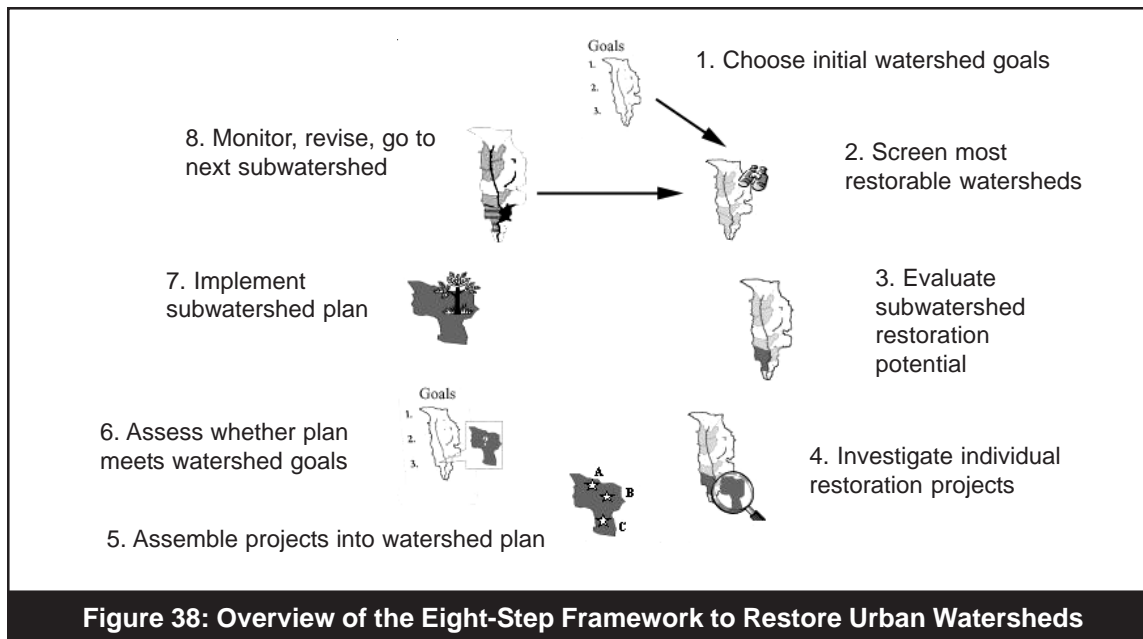 Goals
1.
2.
3.
1. Choose initial watershed goals
8. Monitor, revise, go to
next subwatershed
2. Screen most
restorable watersheds
7. Implement
subwatershed plan
3. Evaluate
subwatershed
restoration
potential
Goals
1.
2.
3.
?
6. Assess whether plan
meets watershed goals
4. Investigate individual
restoration projects
A
B
C
5. Assemble projects into watershed plan
Figure 38: Overview of the Eight-Step Framework to Restore Urban Watersheds